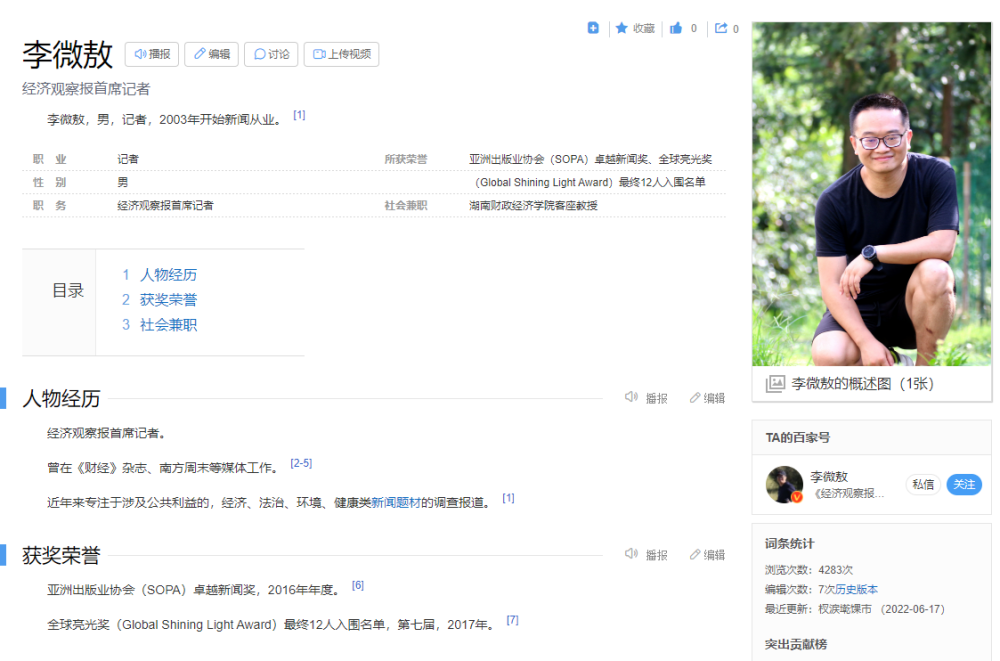 收藏 0 0
李微敖 播报 编辑 讨论 上传视频
经济观察报首席记者
李微敖，男，记者，2003年开始新闻从业。 [1]
职 业 记者 所获荣誉 亚洲出版业协会（SOPA）卓越新闻奖、全球亮光奖
性 别 男 （Global Shining Light Award）最终12人入围名单
职 务 经济观察报首席记者 社会兼职 湖南财政经济学院客座教授
目录
1 人物经历
2 获奖荣誉
3 社会兼职
人物经历 播报 编辑
经济观察报首席记者。
曾在《财经》杂志、南方周末等媒体工作。 [2-5]
近年来专注于涉及公共利益的，经济、法治、环境、健康类新闻题材的调查报道。 [1]
获奖荣誉 播报 编辑
亚洲出版业协会（SOPA）卓越新闻奖，2016年年度。 [6]
全球亮光奖（Global Shining Light Award）最终12人入围名单，第七届，2017年。 [7]
李微敖的概述图（1张）
TA的百家号
李微敖
《经济观察报... 私信 关注
词条统计
浏览次数：4283次
编辑次数：7次历史版本
最近更新： （2022-06-17）
突出贡献榜